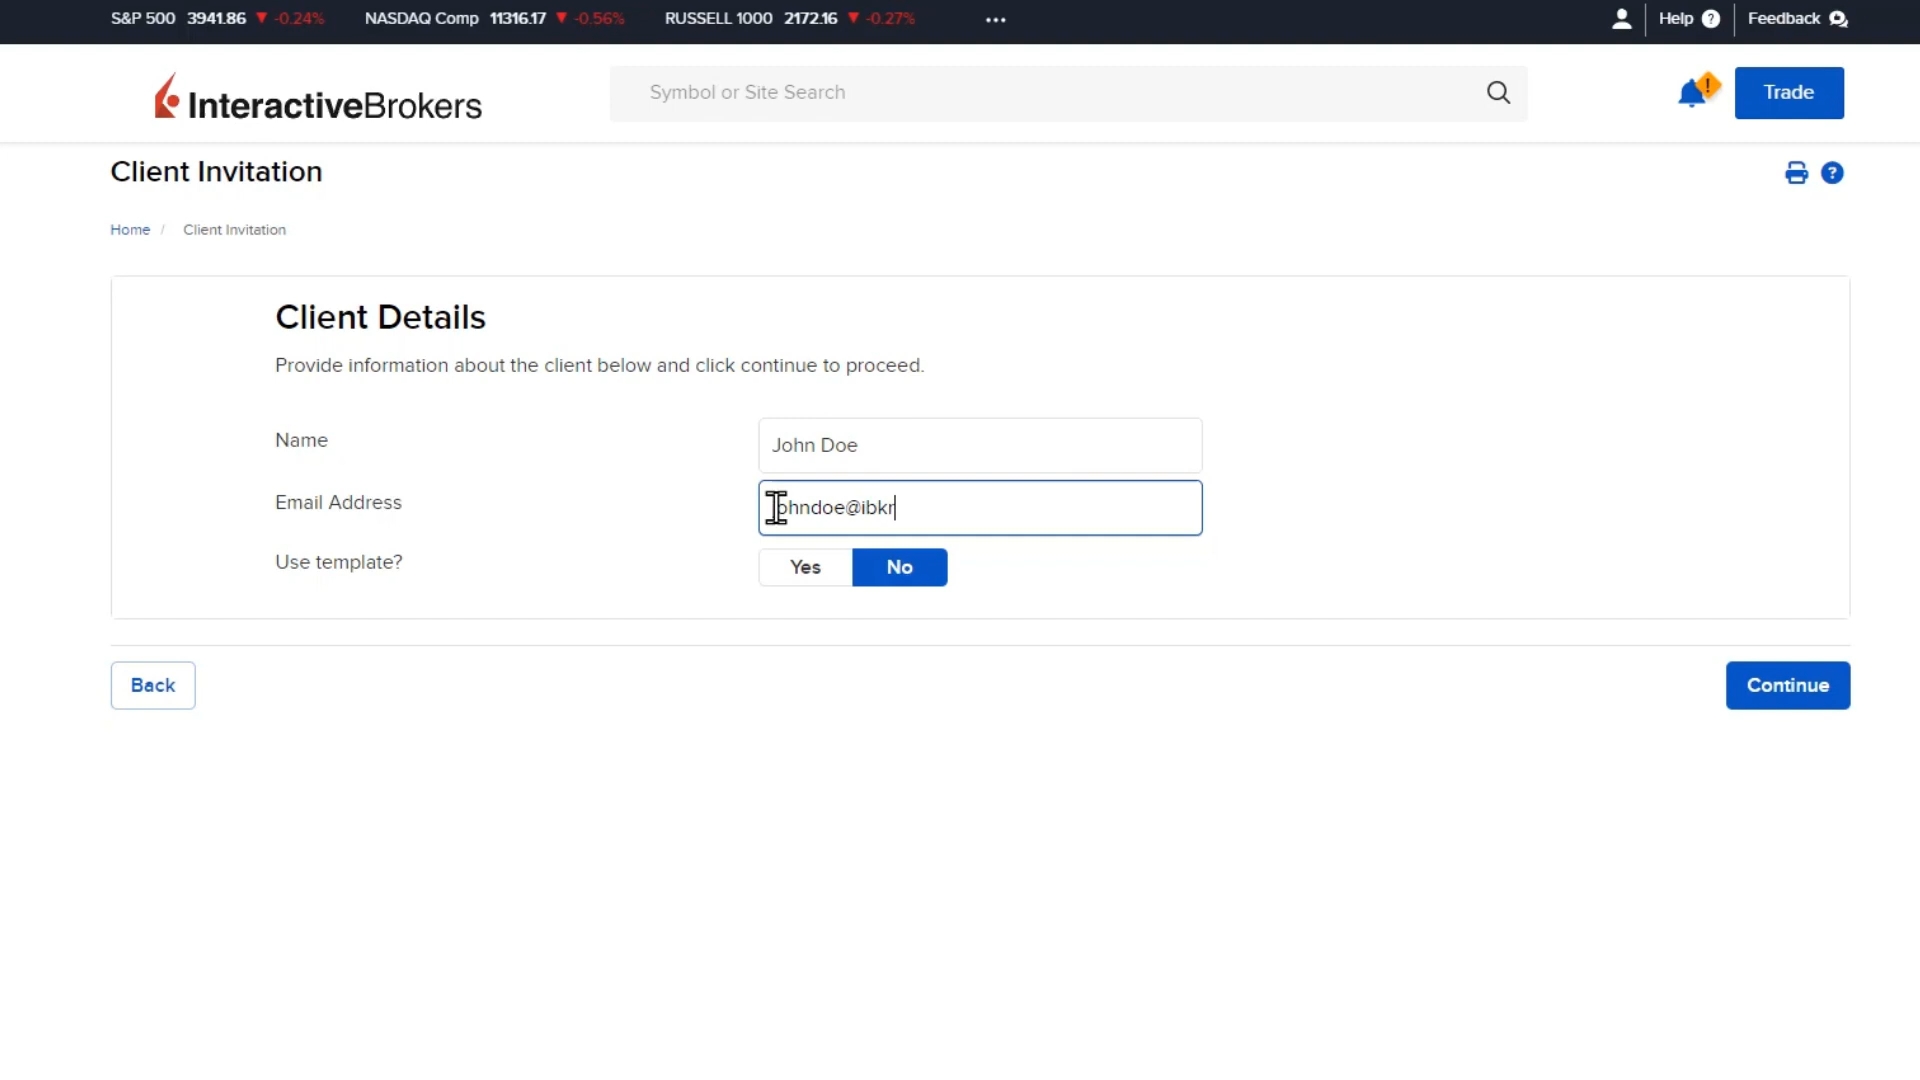 S&P 500 3941.86 ▼ -0.24% NASDAQ Comp 11316.17 ▼ -0.56% RUSSELL 1000 2172.16 ▼ -0.27% ••• Help ? Feedback
InteractiveBrokers Symbol or Site Search ! Trade
Client Invitation ?
Home / Client Invitation
Client Details
Provide information about the client below and click continue to proceed.
Name John Doe
Email Address johndoe@ibkr
Use template? Yes No
Back Continue